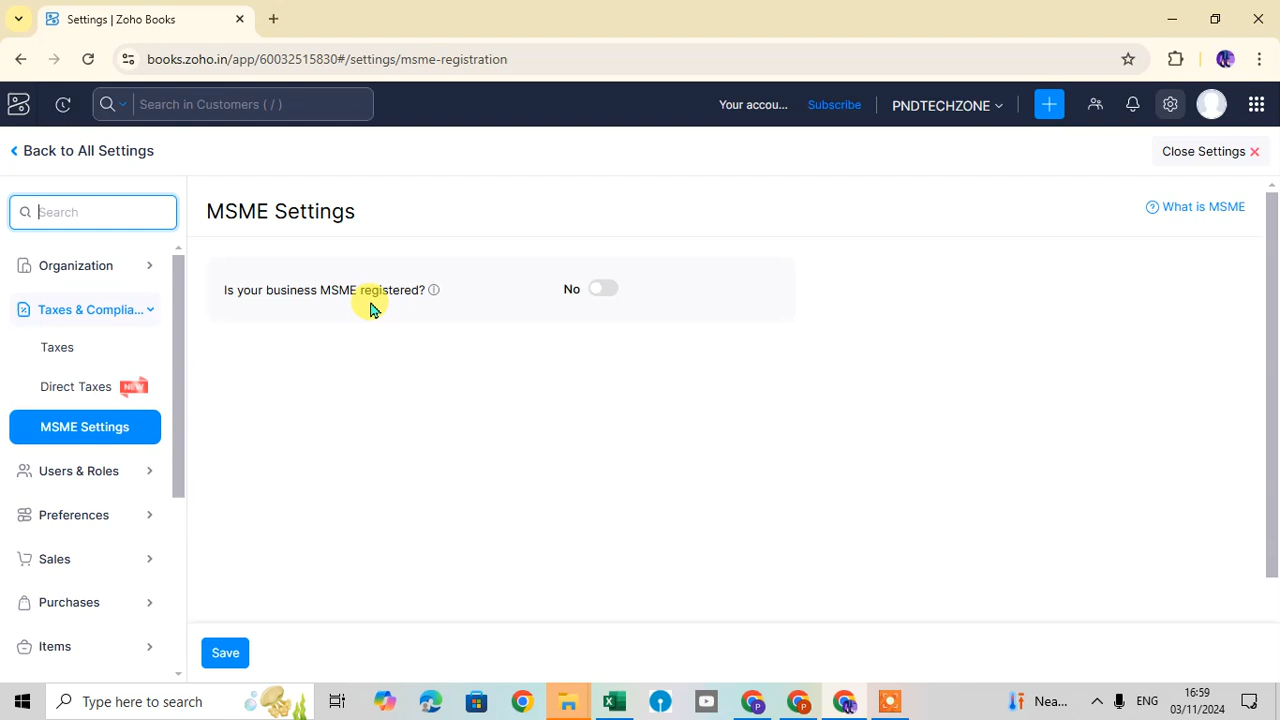 Settings | Zoho Books
books.zoho.in/app/60032515830#/settings/msme-registration
Search in Customers ( / )
Your accou...
Subscribe
PNDTECHZONE
Back to All Settings
Close Settings
Search
MSME Settings
What is MSME
Organization
Is your business MSME registered?
No
Taxes & Complia...
Taxes
Direct Taxes
NEW
MSME Settings
Users & Roles
Preferences
Sales
Purchases
Items
Save
Type here to search
Nea...
ENG
16:59
03/11/2024